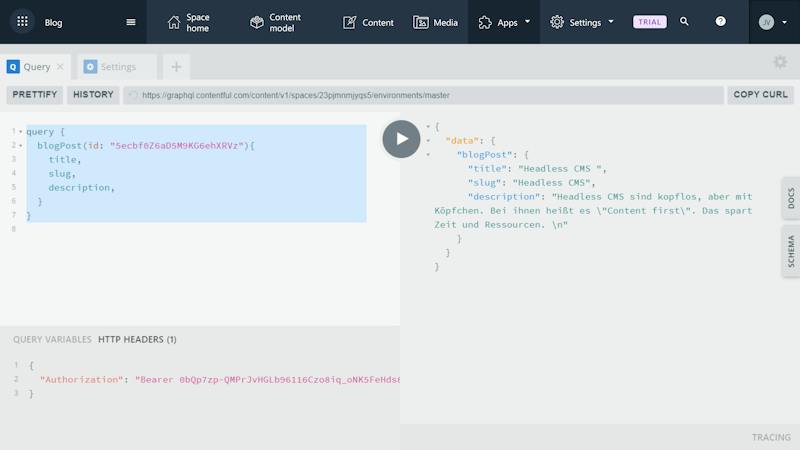 Blog
Space home
Content model
Content
Media
Apps
Settings
TRIAL
?
JV
Q Query
Settings
PRETTIFY
HISTORY
https://graphql.contentful.com/content/v1/spaces/23pjmnmjyqs5/environments/master
COPY CURL
1 query {
2 blogPost(id: "5ecbf0Z6aD5M9KG6ehXRVz"){
3 title,
4 slug,
5 description,
6 }
7 }
8
{
"data": {
"blogPost": {
"title": "Headless CMS ",
"slug": "Headless CMS",
"description": "Headless CMS sind kopflos, aber mit
Köpfchen. Bei ihnen heißt es \"Content first\". Das spart
Zeit und Ressourcen. \n"
}
}
}
DOCS
SCHEMA
QUERY VARIABLES
HTTP HEADERS (1)
1 {
2 "Authorization": "Bearer 0bQp7zp-QMPrJvHGLb96116Czo8iq_oNK5FeHds8
3 }
TRACING